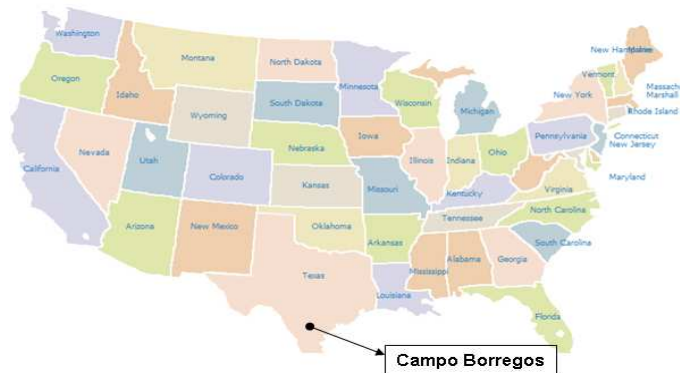 Washington
Montana
North Dakota
Minnesota
New Hampshire
Maine
Vermont
Massach
Marshall
Oregon
Idaho
Wyoming
South Dakota
Wisconsin
Michigan
New York
Rhode Island
Connecticut
New Jersey
Nevada
Utah
Colorado
Nebraska
Iowa
Illinois
Indiana
Ohio
Pennsylvania
Maryland
California
Kansas
Missouri
Kentucky
Virginia
Arizona
New Mexico
Oklahoma
Arkansas
Tennessee
North Carolina
South Carolina
Texas
Louisiana
Mississippi
Alabama
Georgia
Florida
Campo Borregos